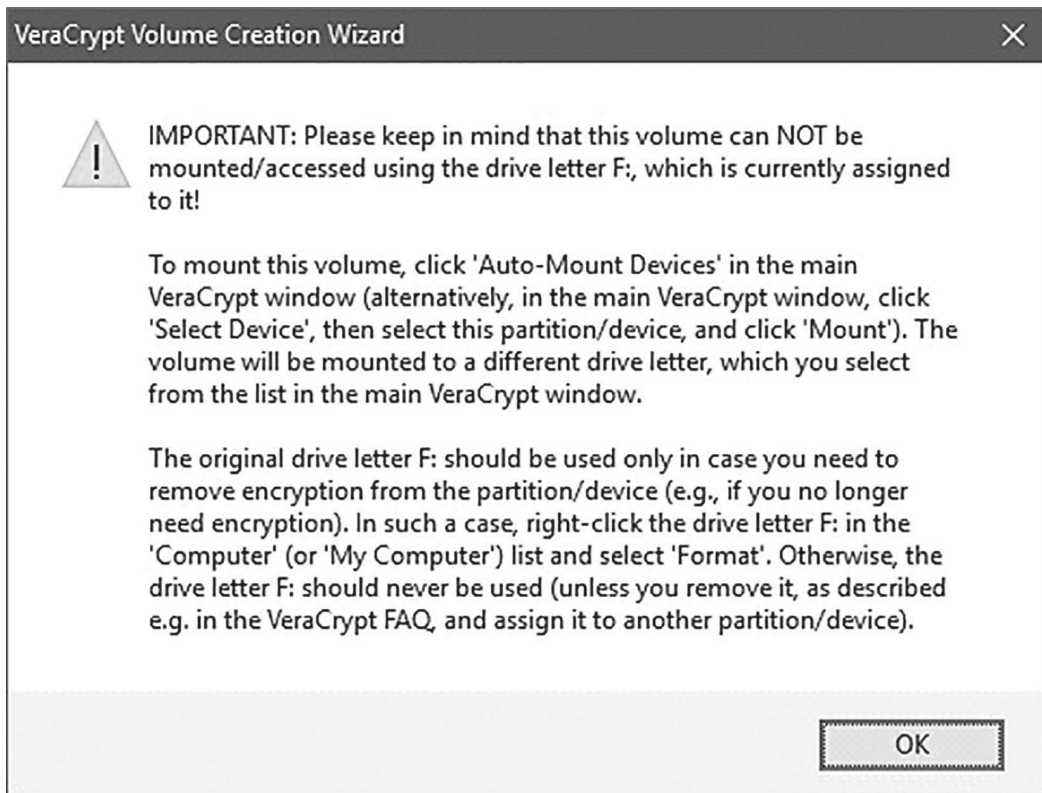 VeraCrypt Volume Creation Wizard
IMPORTANT: Please keep in mind that this volume can NOT be
mounted/accessed using the drive letter F:, which is currently assigned
to it!
To mount this volume, click 'Auto-Mount Devices' in the main
VeraCrypt window (alternatively, in the main VeraCrypt window, click
'Select Device', then select this partition/device, and click 'Mount'). The
volume will be mounted to a different drive letter, which you select
from the list in the main VeraCrypt window.
The original drive letter F: should be used only in case you need to
remove encryption from the partition/device (e.g., if you no longer
need encryption). In such a case, right-click the drive letter F: in the
'Computer' (or 'My Computer') list and select 'Format'. Otherwise, the
drive letter F: should never be used (unless you remove it, as described
e.g. in the VeraCrypt FAQ, and assign it to another partition/device).
OK